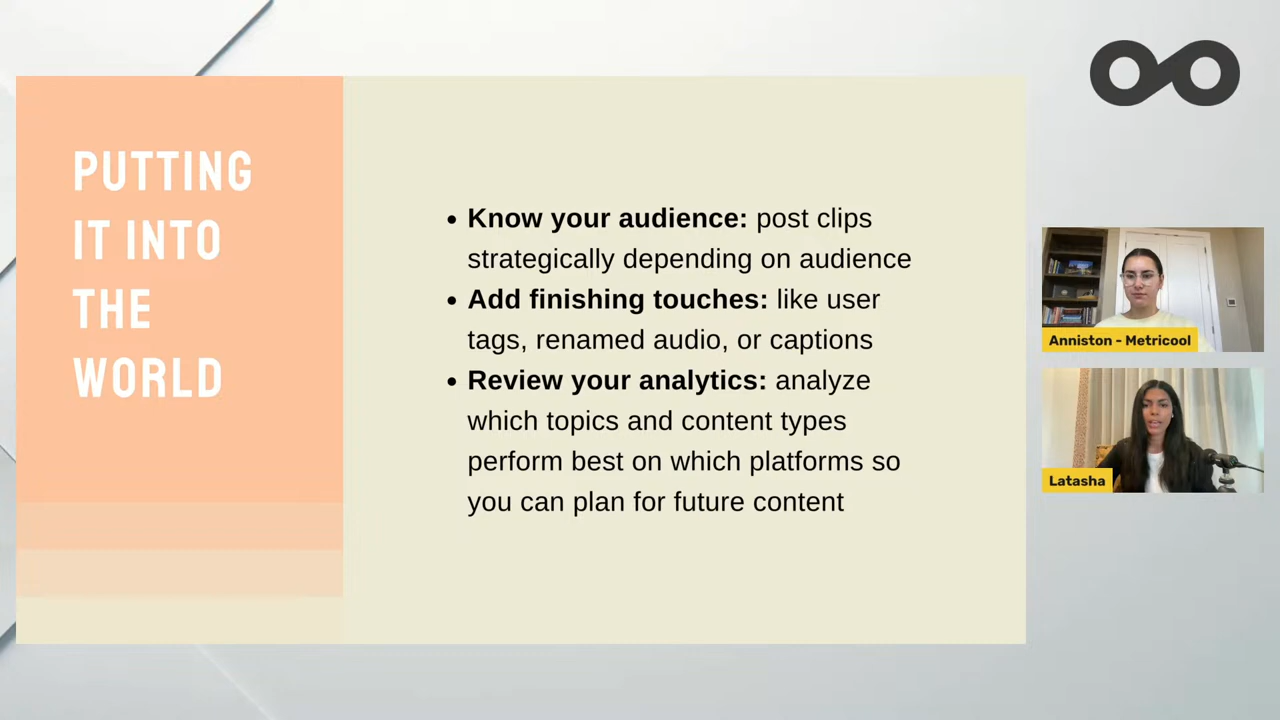 PUTTING
IT INTO
THE
WORLD
• Know your audience: post clips
strategically depending on audience
• Add finishing touches: like user
tags, renamed audio, or captions
• Review your analytics: analyze
which topics and content types
perform best on which platforms so
you can plan for future content
Anniston - Metricool
Latasha